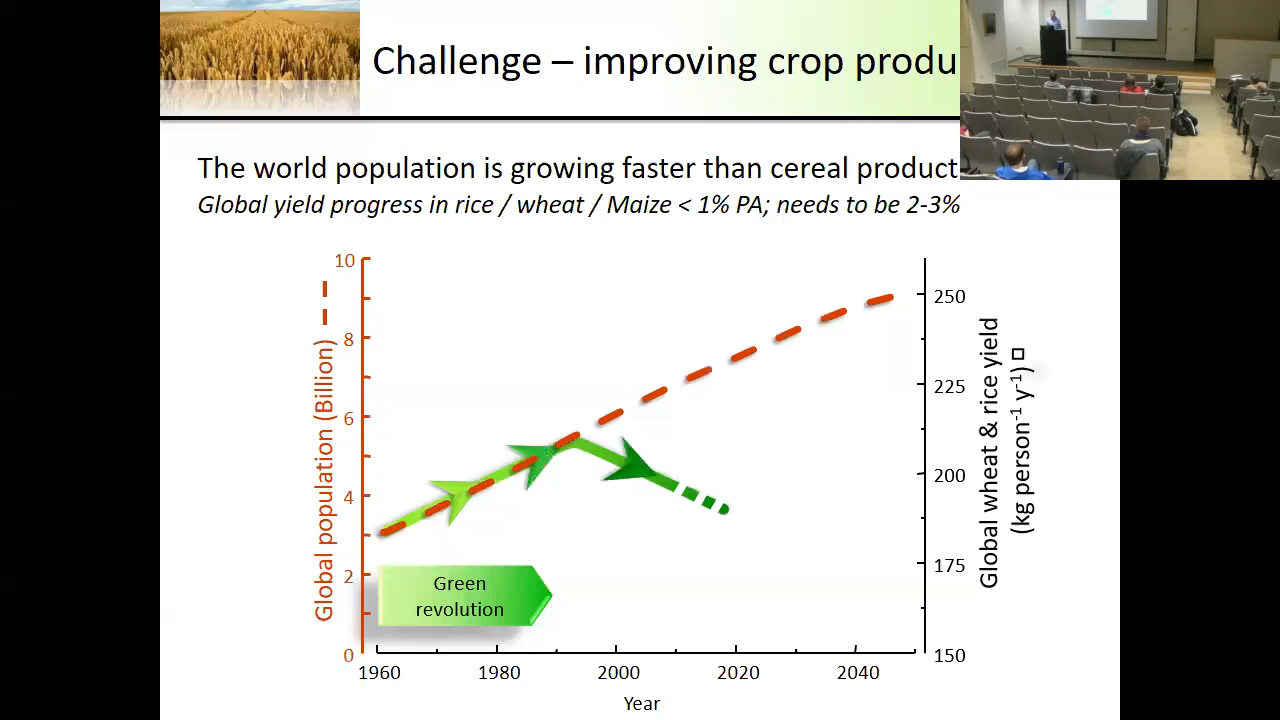 Challenge – improving crop produ
The world population is growing faster than cereal product
Global yield progress in rice / wheat / Maize < 1% PA; needs to be 2-3%
Global population (Billion)
10
8
6
4
2
0
Green
revolution
1960
1980
2000
2020
2040
Year
250
225
200
175
150
Global wheat & rice yield
(kg person⁻¹ y⁻¹) □